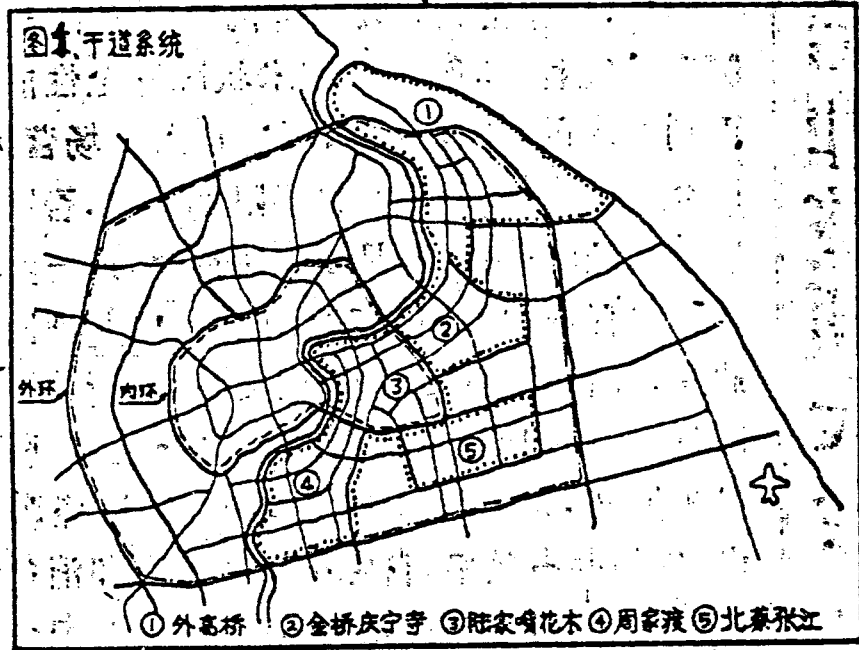 图1、干道系统
①
②
外环
内环
③
⑤
④
①外高桥 ②金桥庆宁寺 ③陆家嘴花木 ④周家渡 ⑤北蔡张江